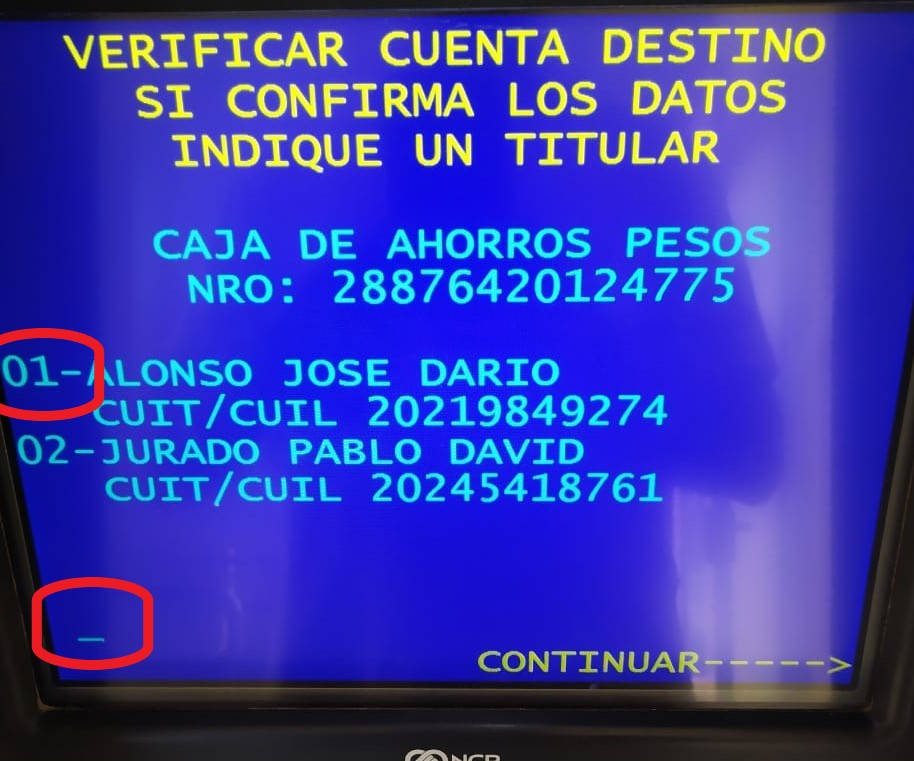 VERIFICAR CUENTA DESTINO
SI CONFIRMA LOS DATOS
INDIQUE UN TITULAR
CAJA DE AHORROS PESOS
NRO: 28876420124775
01-ALONSO JOSE DARIO
CUIT/CUIL 20219849274
02-JURADO PABLO DAVID
CUIT/CUIL 20245418761
_
CONTINUAR----->
NCR